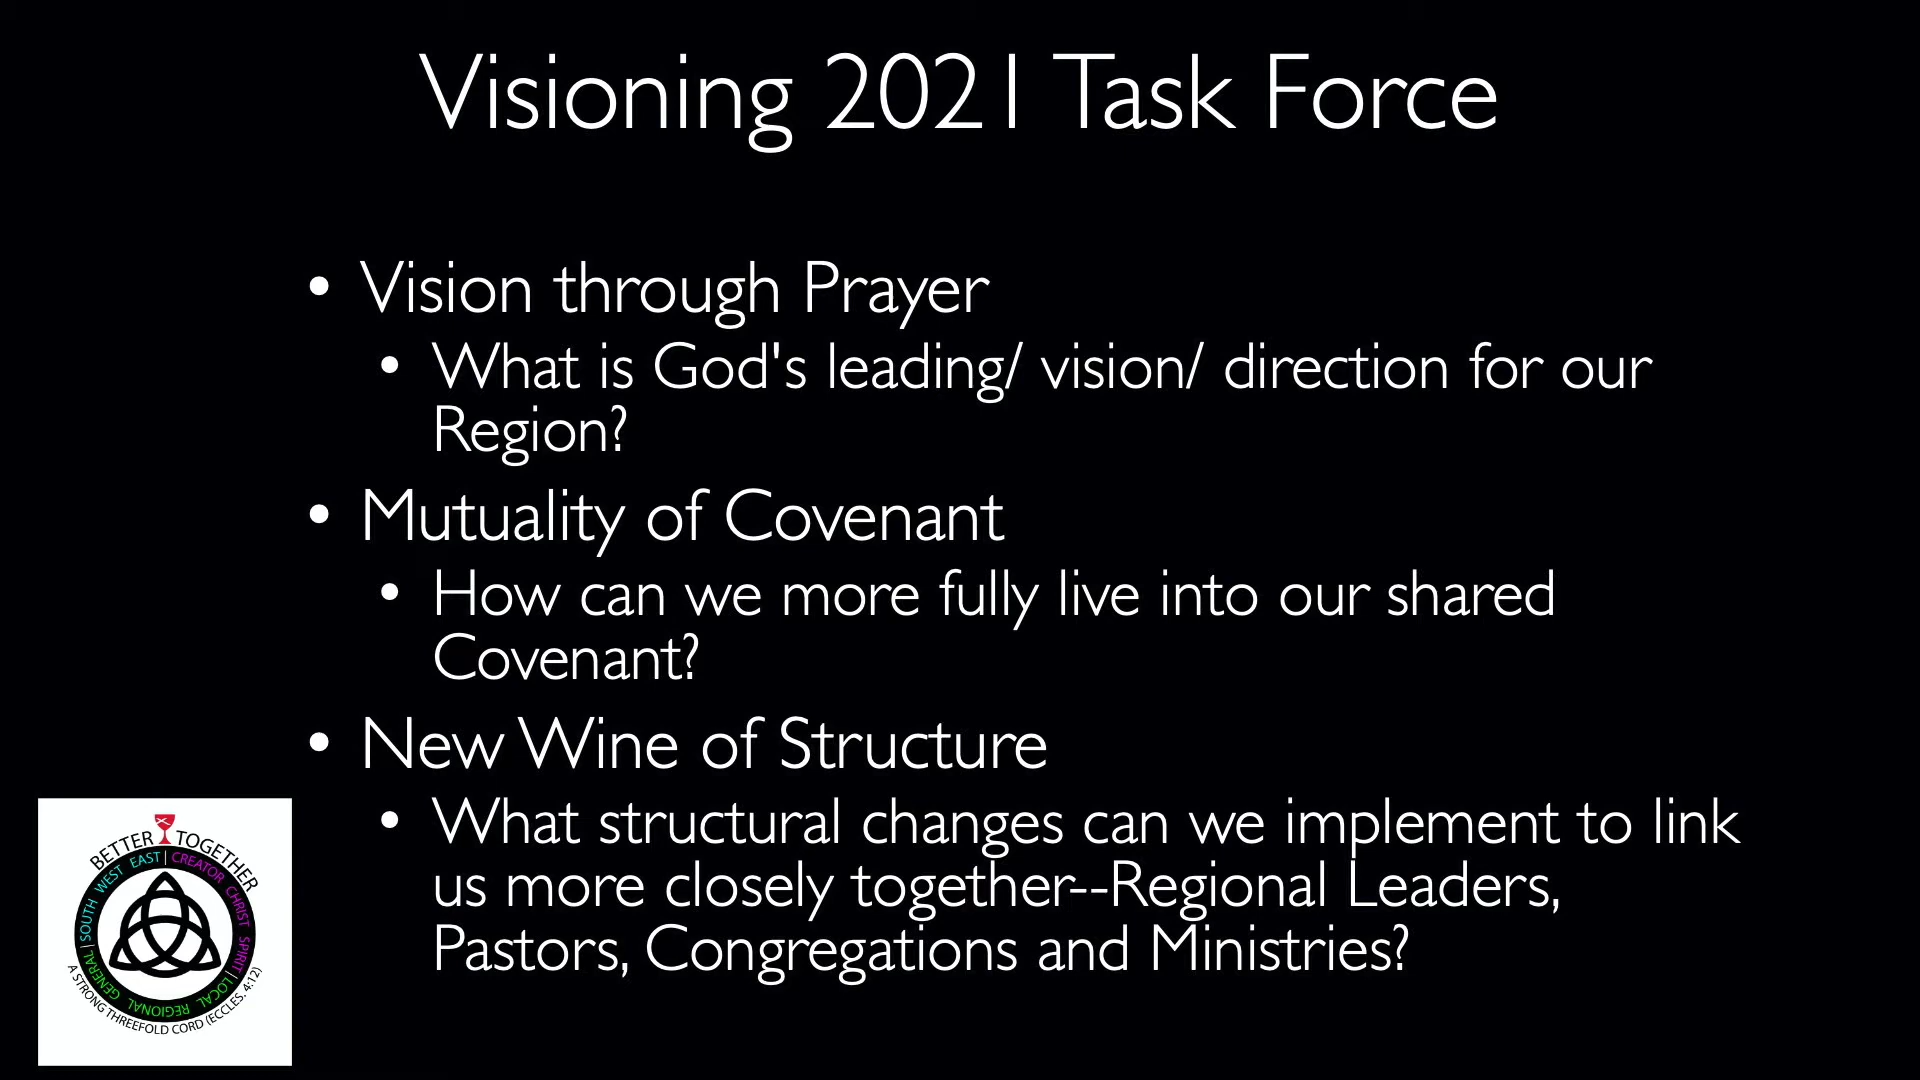 Visioning 2021 Task Force
• Vision through Prayer
• What is God's leading/ vision/ direction for our
Region?
• Mutuality of Covenant
• How can we more fully live into our shared
Covenant?
• New Wine of Structure
• What structural changes can we implement to link
us more closely together--Regional Leaders,
Pastors, Congregations and Ministries?
BETTER TOGETHER
SOUTH WEST EAST | CREATOR CHRIST SPIRIT | LOCAL REGIONAL GENERAL |
A STRONG THREEFOLD CORD (ECCLES. 4:12)